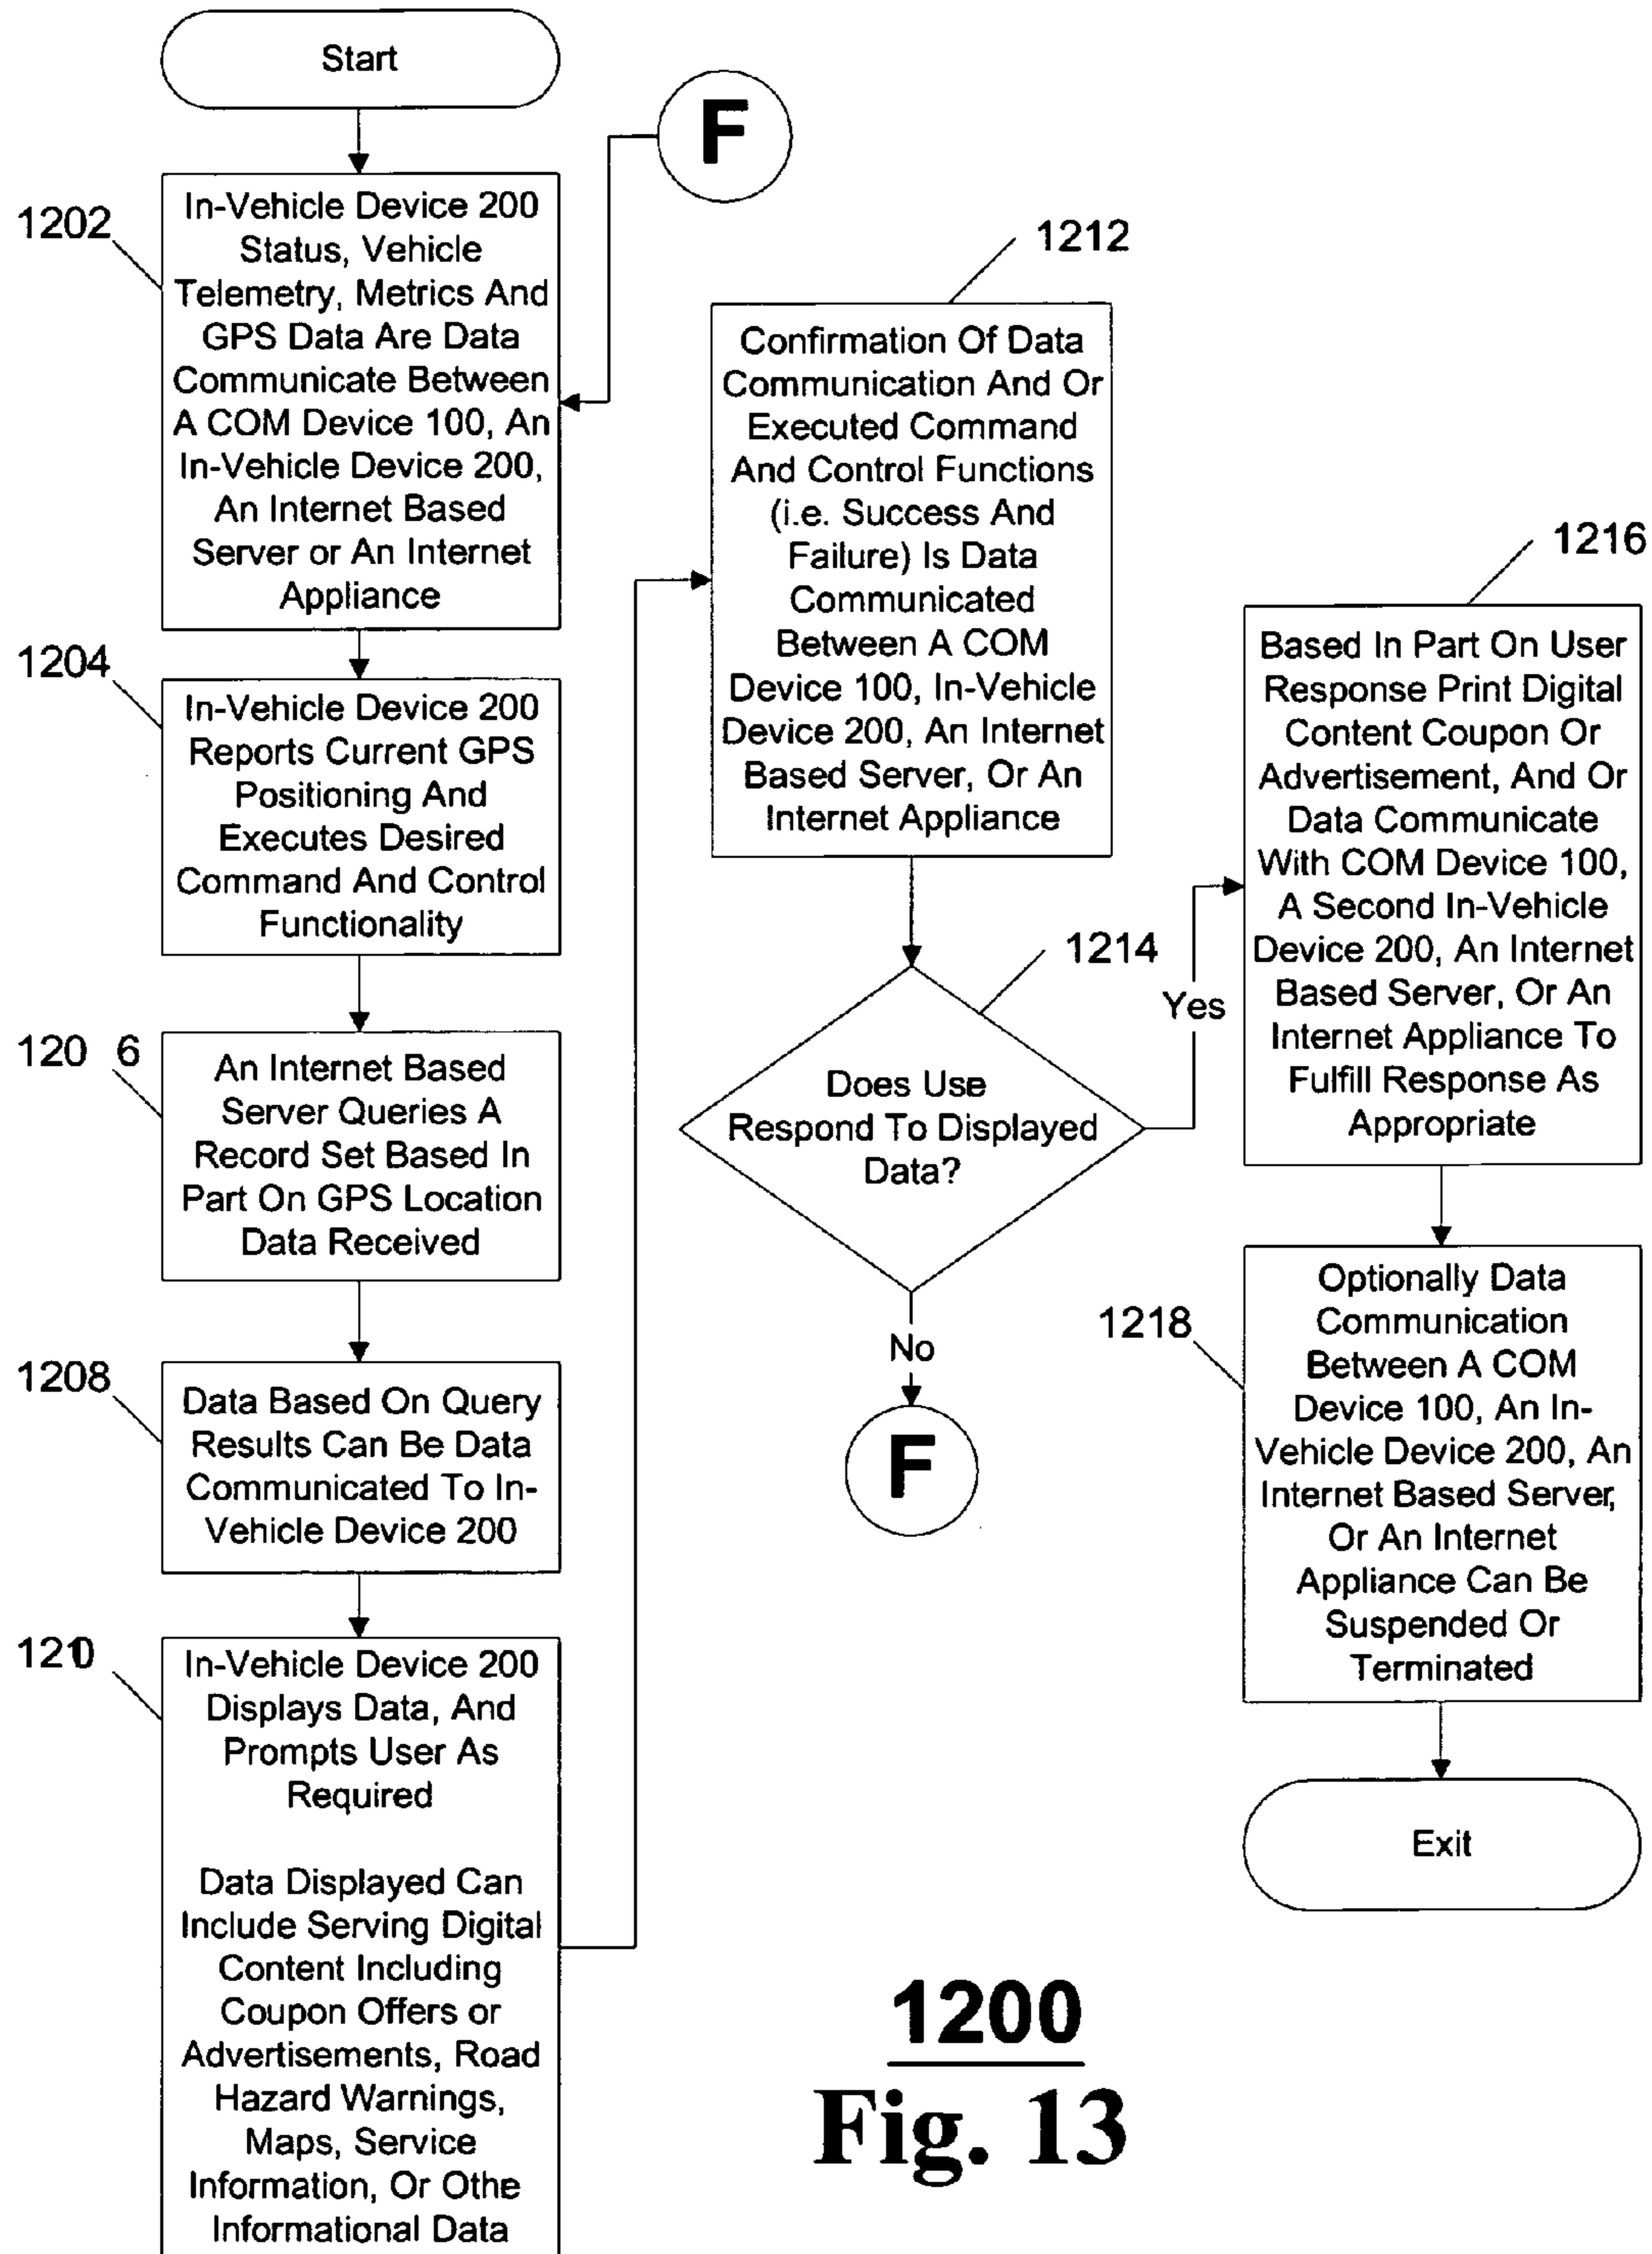 Start
F
1202
In-Vehicle Device 200
Status, Vehicle
Telemetry, Metrics And
GPS Data Are Data
Communicate Between
A COM Device 100, An
In-Vehicle Device 200,
An Internet Based
Server or An Internet
Appliance
1204
In-Vehicle Device 200
Reports Current GPS
Positioning And
Executes Desired
Command And Control
Functionality
120 6
An Internet Based
Server Queries A
Record Set Based In
Part On GPS Location
Data Received
1208
Data Based On Query
Results Can Be Data
Communicated To In-
Vehicle Device 200
1210
In-Vehicle Device 200
Displays Data, And
Prompts User As
Required
Data Displayed Can
Include Serving Digital
Content Including
Coupon Offers or
Advertisements, Road
Hazard Warnings,
Maps, Service
Information, Or Othe
Informational Data
1212
Confirmation Of Data
Communication And Or
Executed Command
And Control Functions
(i.e. Success And
Failure) Is Data
Communicated
Between A COM
Device 100, In-Vehicle
Device 200, An Internet
Based Server, Or An
Internet Appliance
1214
Does Use
Respond To Displayed
Data?
Yes
No
F
1216
Based In Part On User
Response Print Digital
Content Coupon Or
Advertisement, And Or
Data Communicate
With COM Device 100,
A Second In-Vehicle
Device 200, An Internet
Based Server, Or An
Internet Appliance To
Fulfill Response As
Appropriate
1218
Optionally Data
Communication
Between A COM
Device 100, An In-
Vehicle Device 200, An
Internet Based Server,
Or An Internet
Appliance Can Be
Suspended Or
Terminated
Exit
1200
Fig. 13